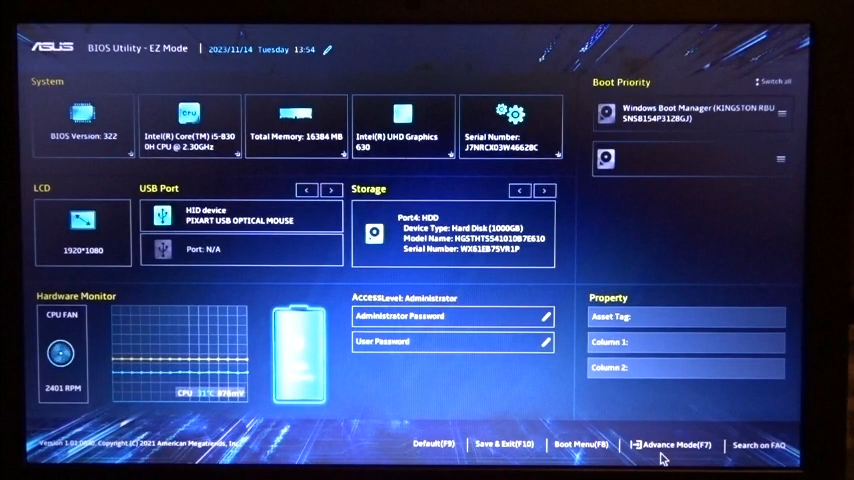 ASUS BIOS Utility - EZ Mode 2023/11/14 Tuesday 13:54
System
BIOS Version: 322
Intel(R) Core(TM) i5-830
0H CPU @ 2.30GHz
Total Memory: 16384 MB
Intel(R) UHD Graphics
630
Serial Number:
J7NRCX03W46628C
Boot Priority
Switch all
Windows Boot Manager (KINGSTON RBU
SNS8154P3128GJ)
LCD
1920*1080
USB Port
HID device
PIXART USB OPTICAL MOUSE
Port: N/A
Storage
Port4: HDD
Device Type: Hard Disk (1000GB)
Model Name: HGSTHTS541010B7E610
Serial Number: WX61EB75VR1P
Hardware Monitor
CPU FAN
2401 RPM
CPU 31°C 876mV
AccessLevel: Administrator
Administrator Password
User Password
Property
Asset Tag:
Column 1:
Column 2:
Copyright (C) 2021 American Megatrends, Inc.
Default(F9)
Save & Exit(F10)
Boot Menu(F8)
Advance Mode(F7)
Search on FAQ